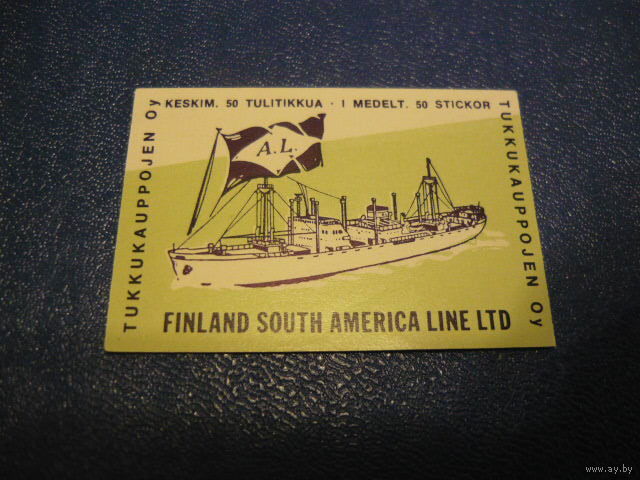 KESKIM. 50 TULITIKKUA · I MEDELT. 50 STICKOR
TUKKUKAUPPOJEN Oy
TUKKUKAUPPOJEN Oy
A.L.
FINLAND SOUTH AMERICA LINE LTD
www.ay.by